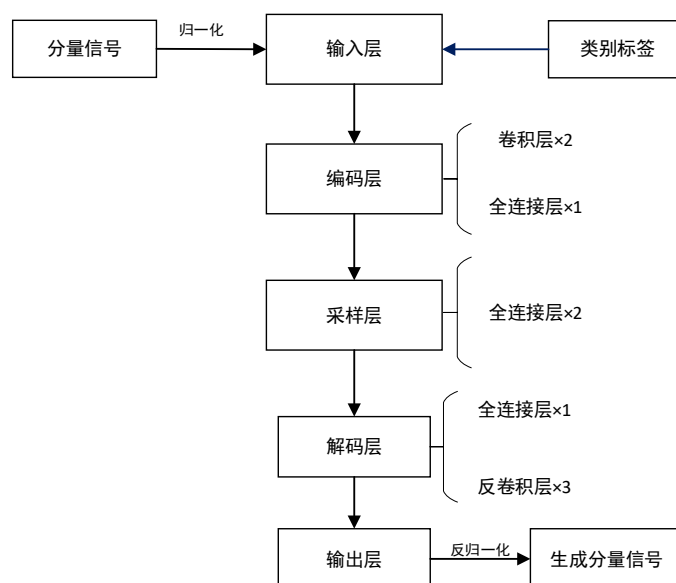 分量信号
归一化
输入层
类别标签
卷积层×2
编码层
全连接层×1
采样层
全连接层×2
全连接层×1
解码层
反卷积层×3
输出层
反归一化
生成分量信号